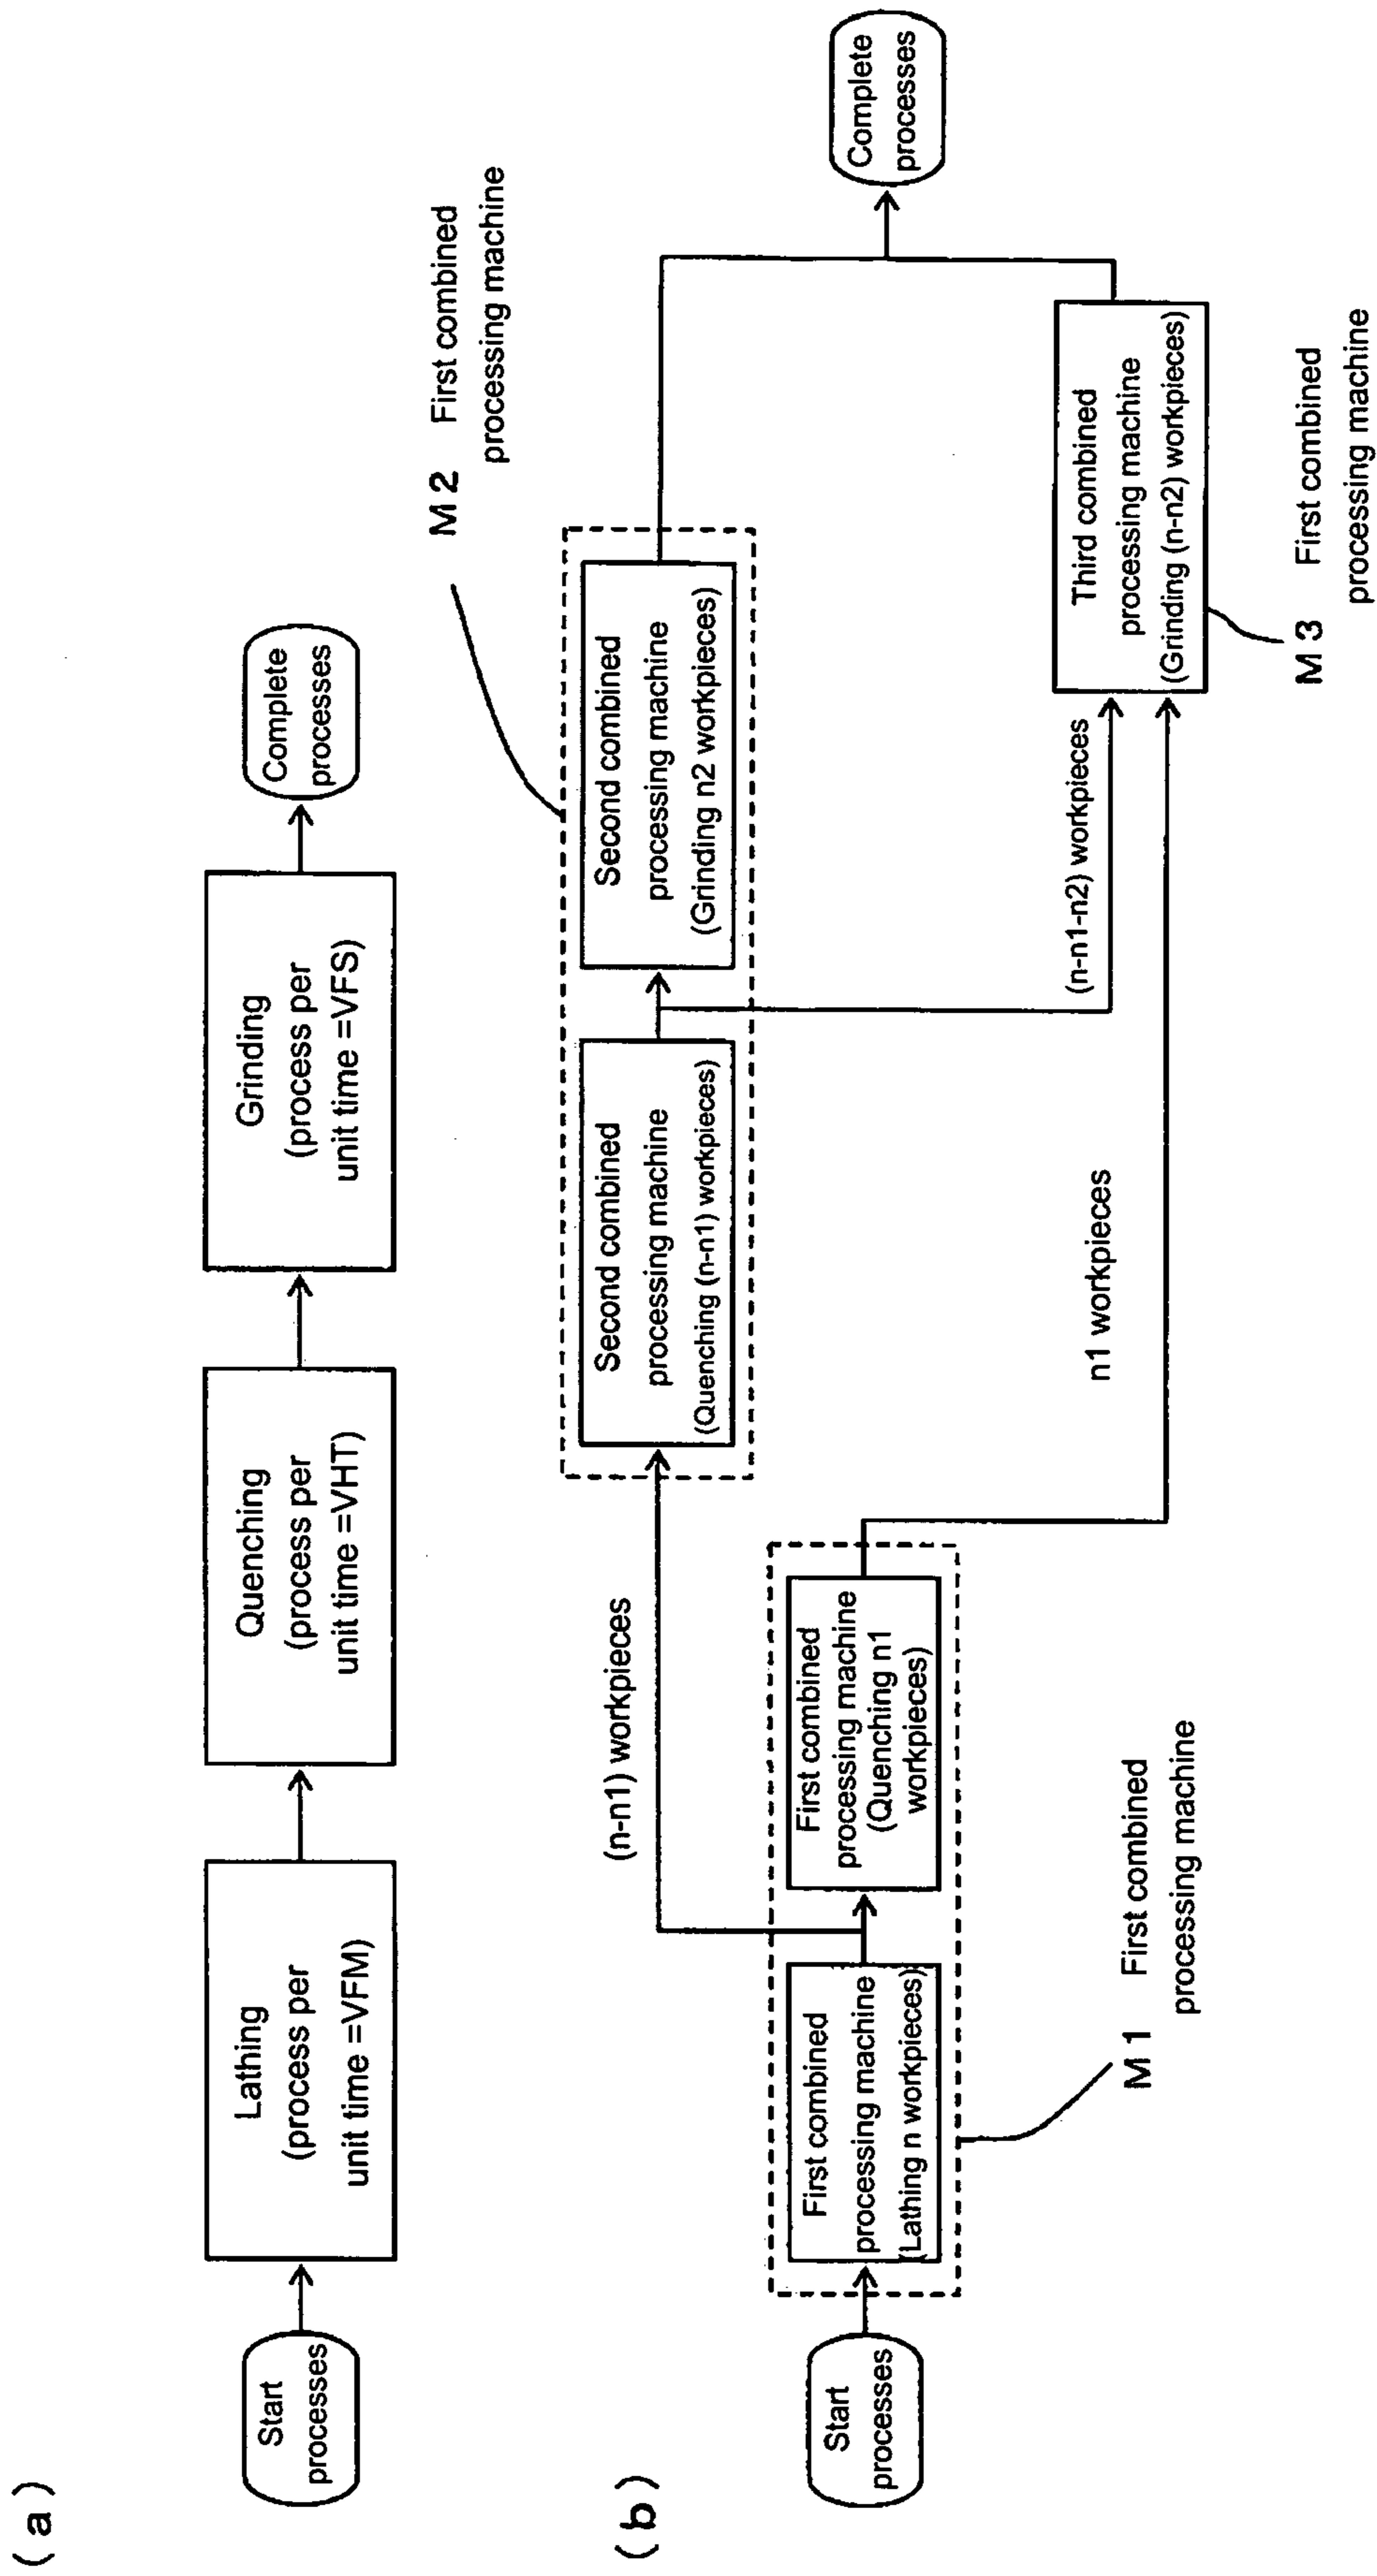 (a)
Start
processes
Lathing
(process per
unit time =VFM)
Quenching
(process per
unit time =VHT)
Grinding
(process per
unit time =VFS)
Complete
processes
(b)
Start
processes
First combined
processing machine
(Lathing n workpieces)
First combined
processing machine
(Quenching n1
workpieces)
M1 First combined
processing machine
(n-n1) workpieces
n1 workpieces
Second combined
processing machine
(Quenching (n-n1) workpieces)
Second combined
processing machine
(Grinding n2 workpieces)
M2 First combined
processing machine
(n-n1-n2) workpieces
Third combined
processing machine
(Grinding (n-n2) workpieces)
M3 First combined
processing machine
Complete
processes